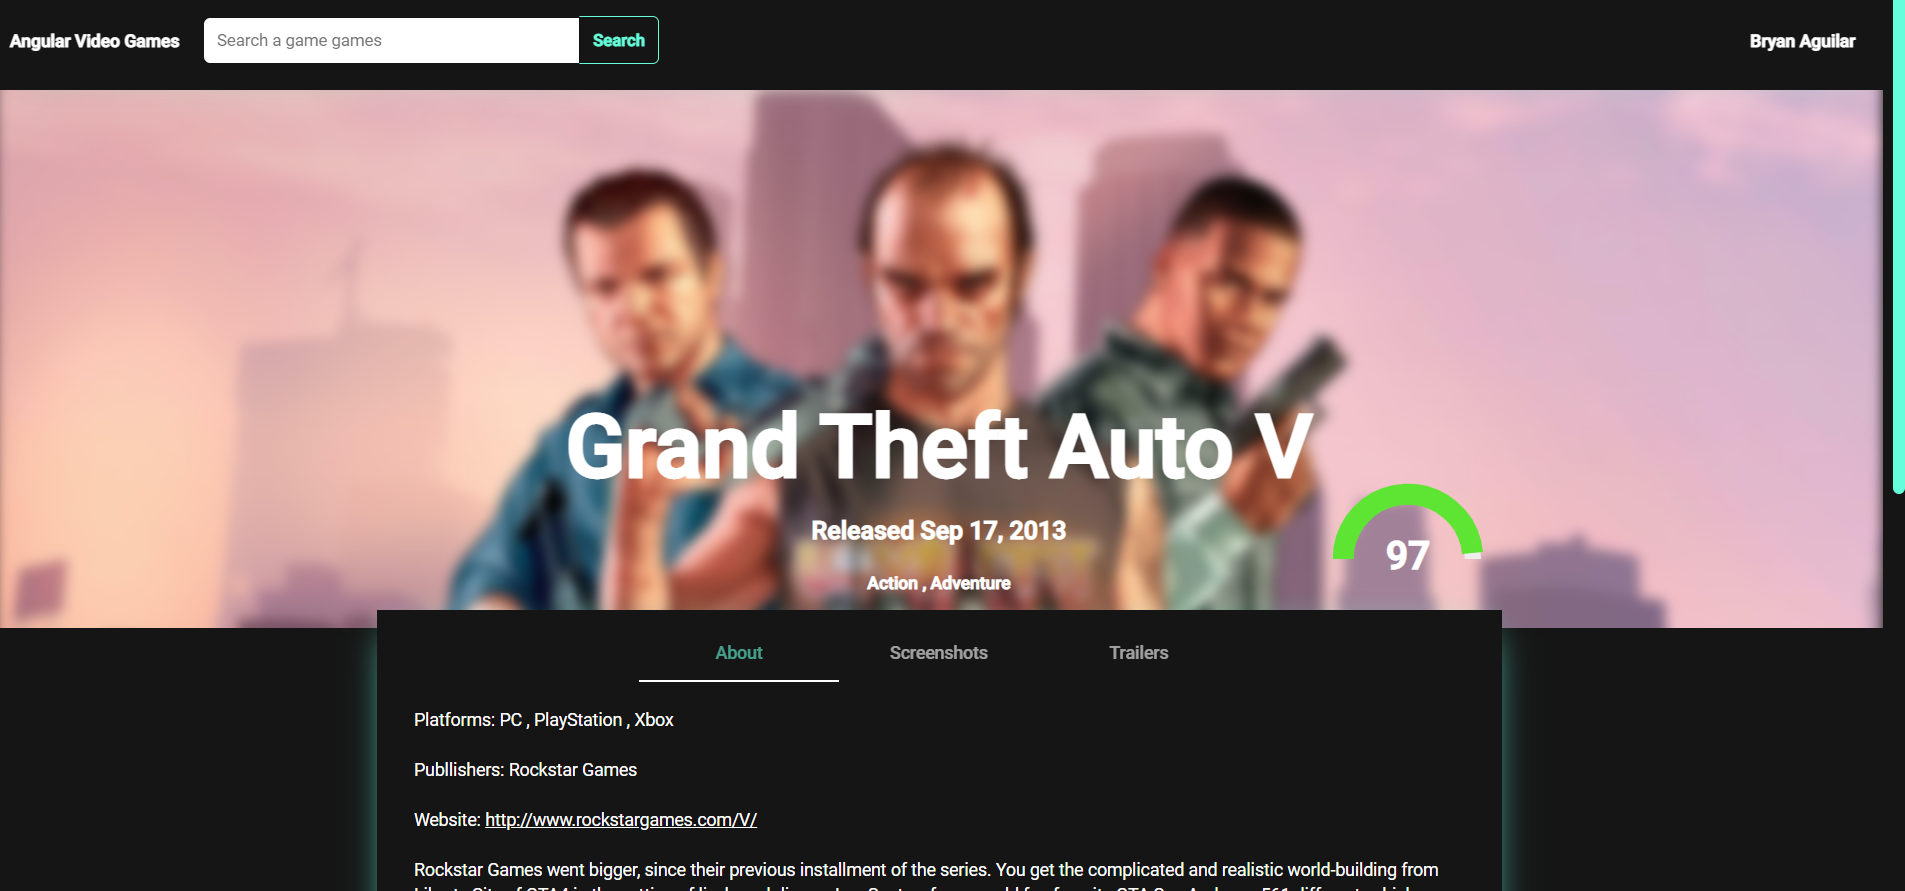 Angular Video Games
Search a game games
Search
Bryan Aguilar
Grand Theft Auto V
Released Sep 17, 2013
97
Action , Adventure
About
Screenshots
Trailers
Platforms: PC , PlayStation , Xbox
Publlishers: Rockstar Games
Website: http://www.rockstargames.com/V/
Rockstar Games went bigger, since their previous installment of the series. You get the complicated and realistic world-building from